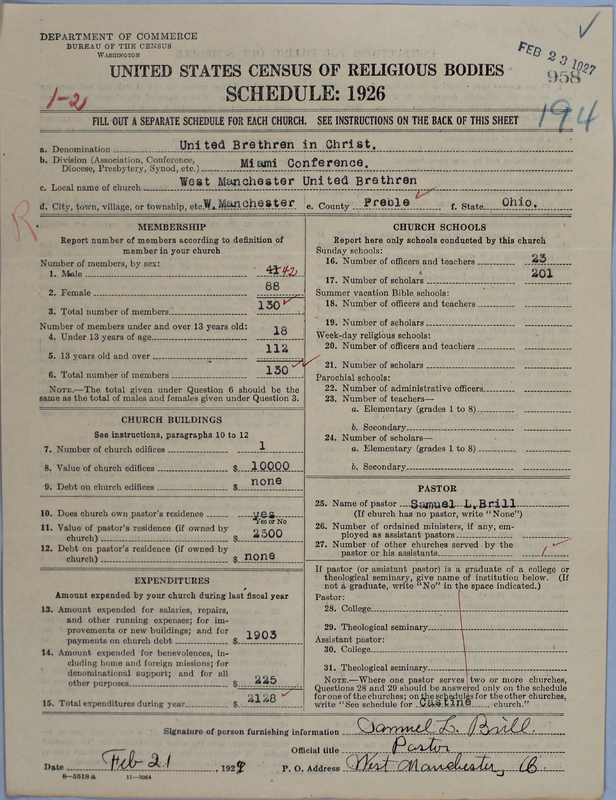 DEPARTMENT OF COMMERCE
BUREAU OF THE CENSUS
WASHINGTON
FEB 23 1927
958
UNITED STATES CENSUS OF RELIGIOUS BODIES
SCHEDULE: 1926
1-2
194
FILL OUT A SEPARATE SCHEDULE FOR EACH CHURCH. SEE INSTRUCTIONS ON THE BACK OF THIS SHEET
a. Denomination United Brethren in Christ.
b. Division (Association, Conference, Diocese, Presbytery, Synod, etc.) Miami Conference.
c. Local name of church West Manchester United Brethren
d. City, town, village, or township, etc. W. Manchester e. County Preble f. State Ohio.
R
MEMBERSHIP
Report number of members according to definition of
member in your church
Number of members, by sex:
1. Male 41 42
2. Female 88
3. Total number of members 130
Number of members under and over 13 years old:
4. Under 13 years of age 18
5. 13 years old and over 112
6. Total number of members 130
NOTE.—The total given under Question 6 should be
same as the total of males and females given under Question 3.
CHURCH BUILDINGS
See instructions, paragraphs 10 to 12
7. Number of church edifices 1
8. Value of church edifices $ 10000
9. Debt on church edifices $ none
10. Does church own pastor's residence? yes
Yes or No
11. Value of pastor's residence (if owned by
church) $ 2500
12. Debt on pastor's residence (if owned by
church) $ none
EXPENDITURES
Amount expended by your church during last fiscal year
13. Amount expended for salaries, repairs,
and other running expenses; for im-
provements or new buildings; and for
payments on church debt $ 1903
14. Amount expended for benevolences, in-
cluding home and foreign missions; for
denominational support; and for all
other purposes $ 225
15. Total expenditures during year $ 2128
CHURCH SCHOOLS
Report here only schools conducted by this church
Sunday schools:
16. Number of officers and teachers 23
17. Number of scholars 201
Summer vacation Bible schools:
18. Number of officers and teachers
19. Number of scholars
Week-day religious schools:
20. Number of officers and teachers
21. Number of scholars
Parochial schools:
22. Number of administrative officers
23. Number of teachers—
a. Elementary (grades 1 to 8)
b. Secondary
24. Number of scholars—
a. Elementary (grades 1 to 8)
b. Secondary
PASTOR
25. Name of pastor Samuel L. Brill
(If church has no pastor, write "None")
26. Number of ordained ministers, if any, em-
ployed as assistant pastors
27. Number of other churches served by the
pastor or his assistants 1
If pastor (or assistant pastor) is a graduate of a college or
theological seminary, give name of institution below. (If
not a graduate, write "No" in the space indicated.)
Pastor:
28. College
29. Theological seminary
Assistant pastor:
30. College
31. Theological seminary
NOTE.—Where one pastor serves two or more churches,
Questions 28 and 29 should be answered only on the schedule
for one of the churches; on the schedules for the other churches,
write "See schedule for Castine church."
Signature of person furnishing information Samuel L. Brill
Official title Pastor
Date Feb 21, 1927 P. O. Address West Manchester, O.
8-5518 a 11-9564